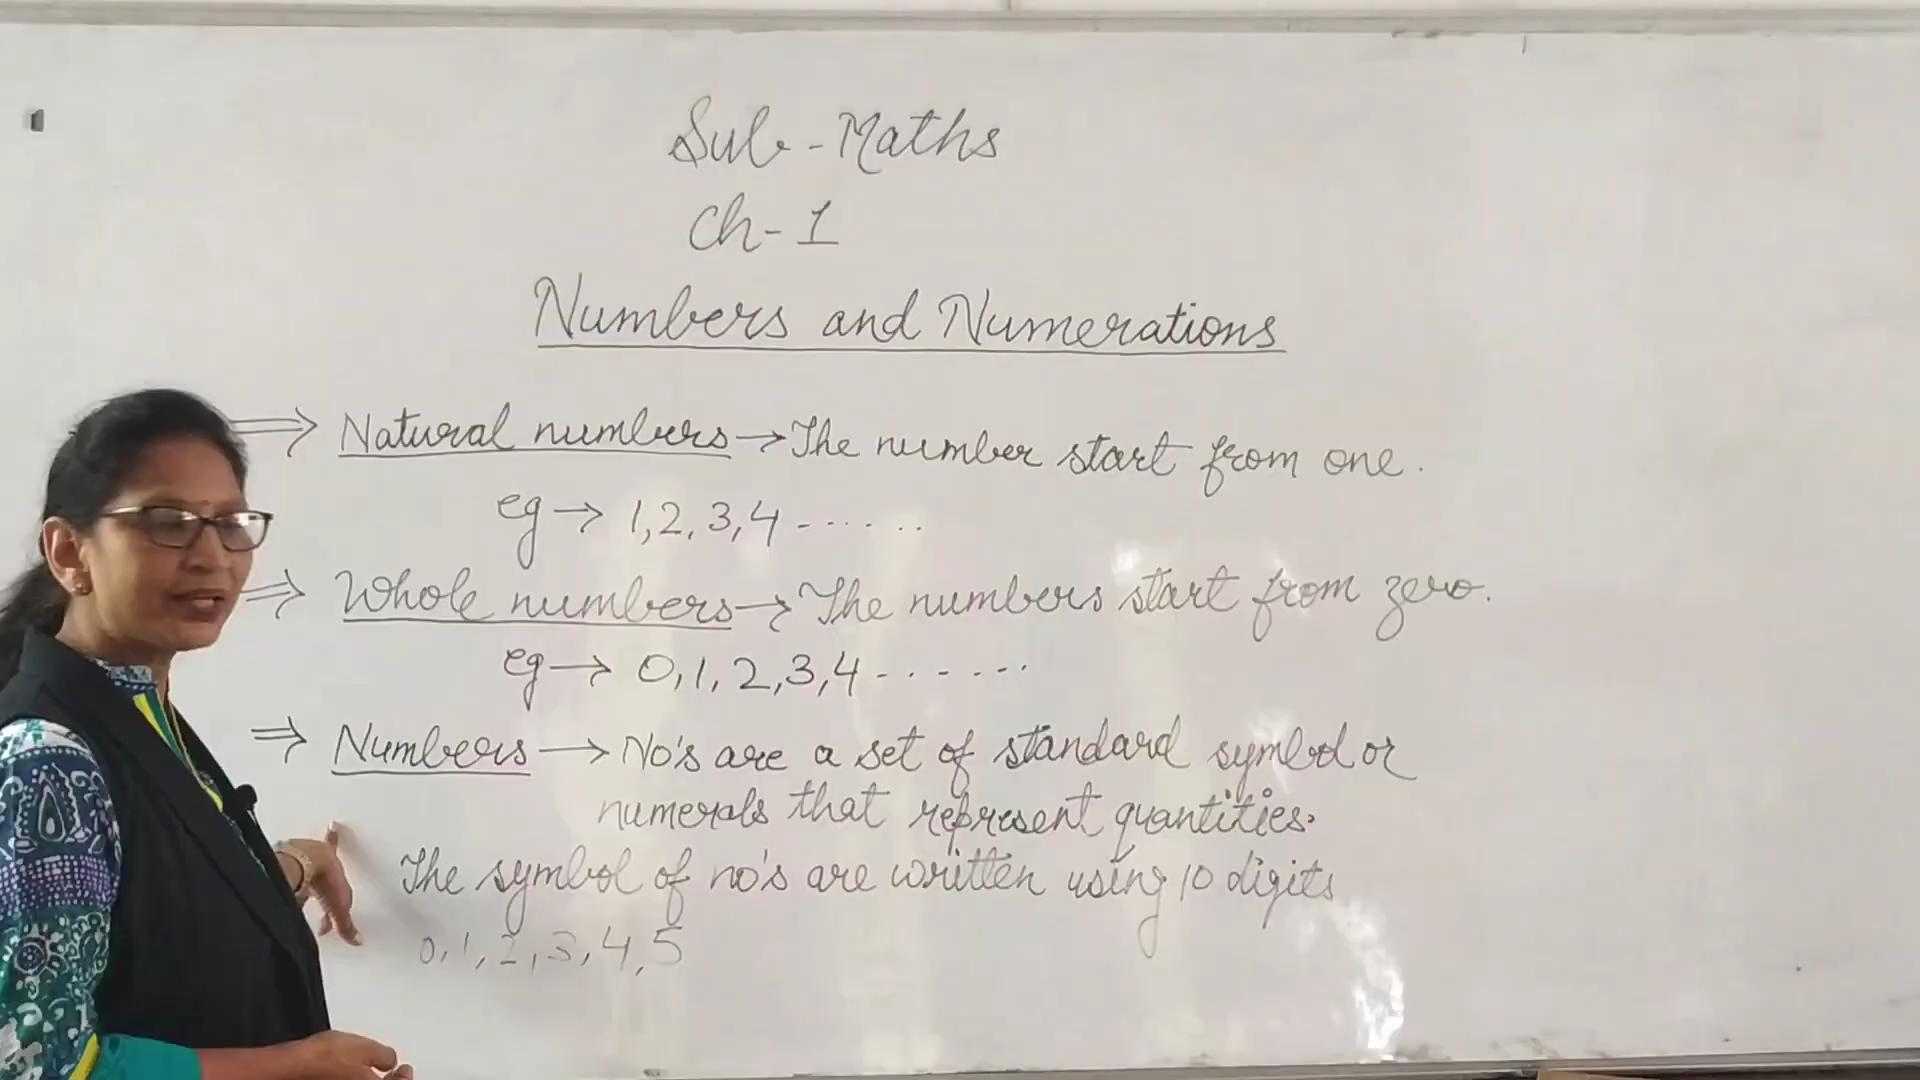 Sub - Maths
Ch - 1
Numbers and Numerations
⇒ Natural numbers → The number start from one.
eg → 1, 2, 3, 4 - - - - - -
⇒ Whole numbers → The numbers start from zero.
eg → 0, 1, 2, 3, 4 - - - - - -
⇒ Numbers → No's are a set of standard symbol or
numerals that represent quantities.
The symbol of no's are written using 10 digits
0, 1, 2, 3, 4, 5